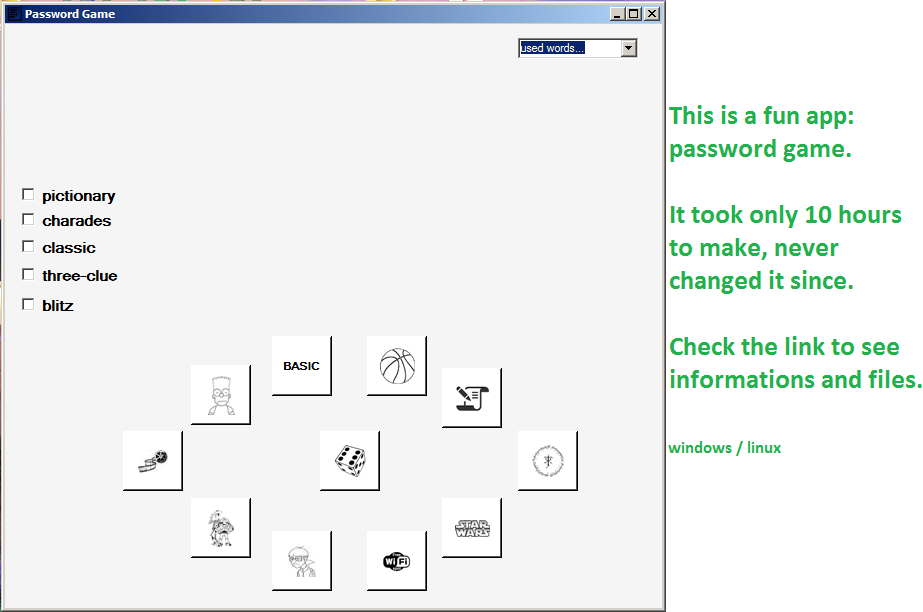 Password Game
used words...
This is a fun app:
password game.
It took only 10 hours
to make, never
changed it since.
Check the link to see
informations and files.
windows / linux
pictionary
charades
classic
three-clue
blitz
BASIC
STAR
WARS
WiFi